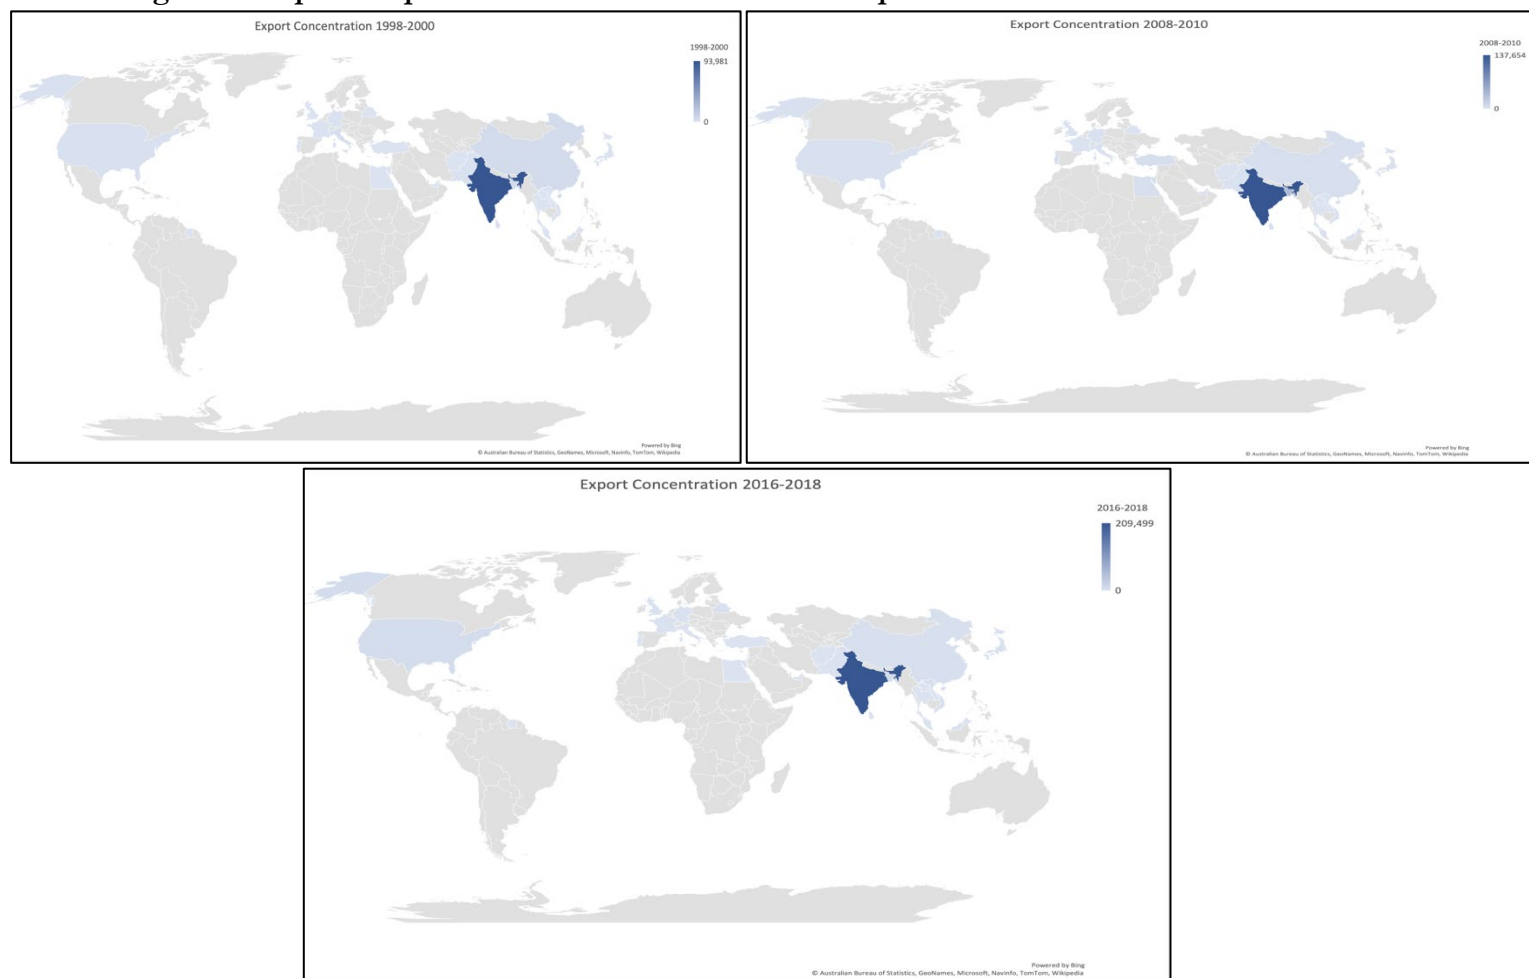 Export Concentration 1998-2000
1998-2000
93,981
0
Powered by Bing
© Australian Bureau of Statistics, GeoNames, Microsoft, Navinfo, TomTom, Wikipedia
Export Concentration 2008-2010
2008-2010
137,654
0
Powered by Bing
© Australian Bureau of Statistics, GeoNames, Microsoft, Navinfo, TomTom, Wikipedia
Export Concentration 2016-2018
2016-2018
209,499
0
Powered by Bing
© Australian Bureau of Statistics, GeoNames, Microsoft, Navinfo, TomTom, Wikipedia